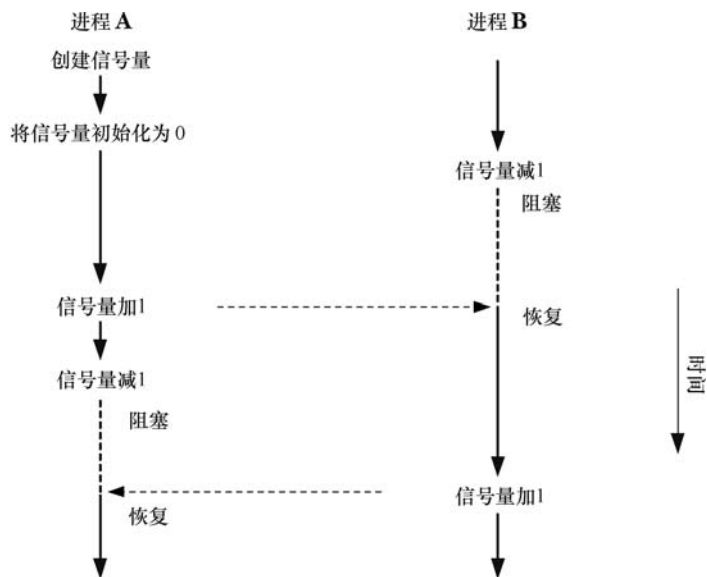 进程 A
进程 B
创建信号量
将信号量初始化为 0
信号量减1
阻塞
信号量加1
恢复
信号量减1
时间
阻塞
信号量加1
恢复